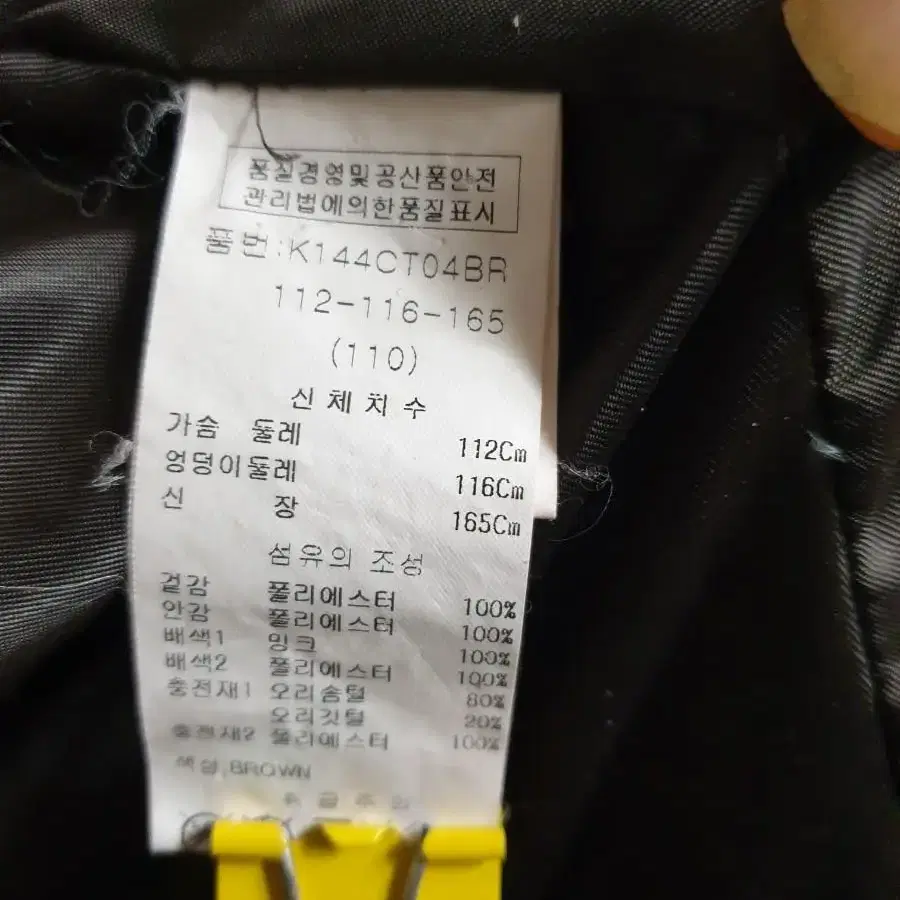 품질경영및공산품안전
관리법에의한품질표시
품번:K144CT04BR
112-116-165
(110)
신체치수
가슴 둘레 112Cm
엉덩이둘레 116Cm
신 장 165Cm
섬유의 조성
겉감 폴리에스터 100%
안감 폴리에스터 100%
배색1 밍크 100%
배색2 폴리에스터 100%
충전재1 오리솜털 80%
오리깃털 20%
충전재2 폴리에스터 100%
색상,BROWN
취급주의